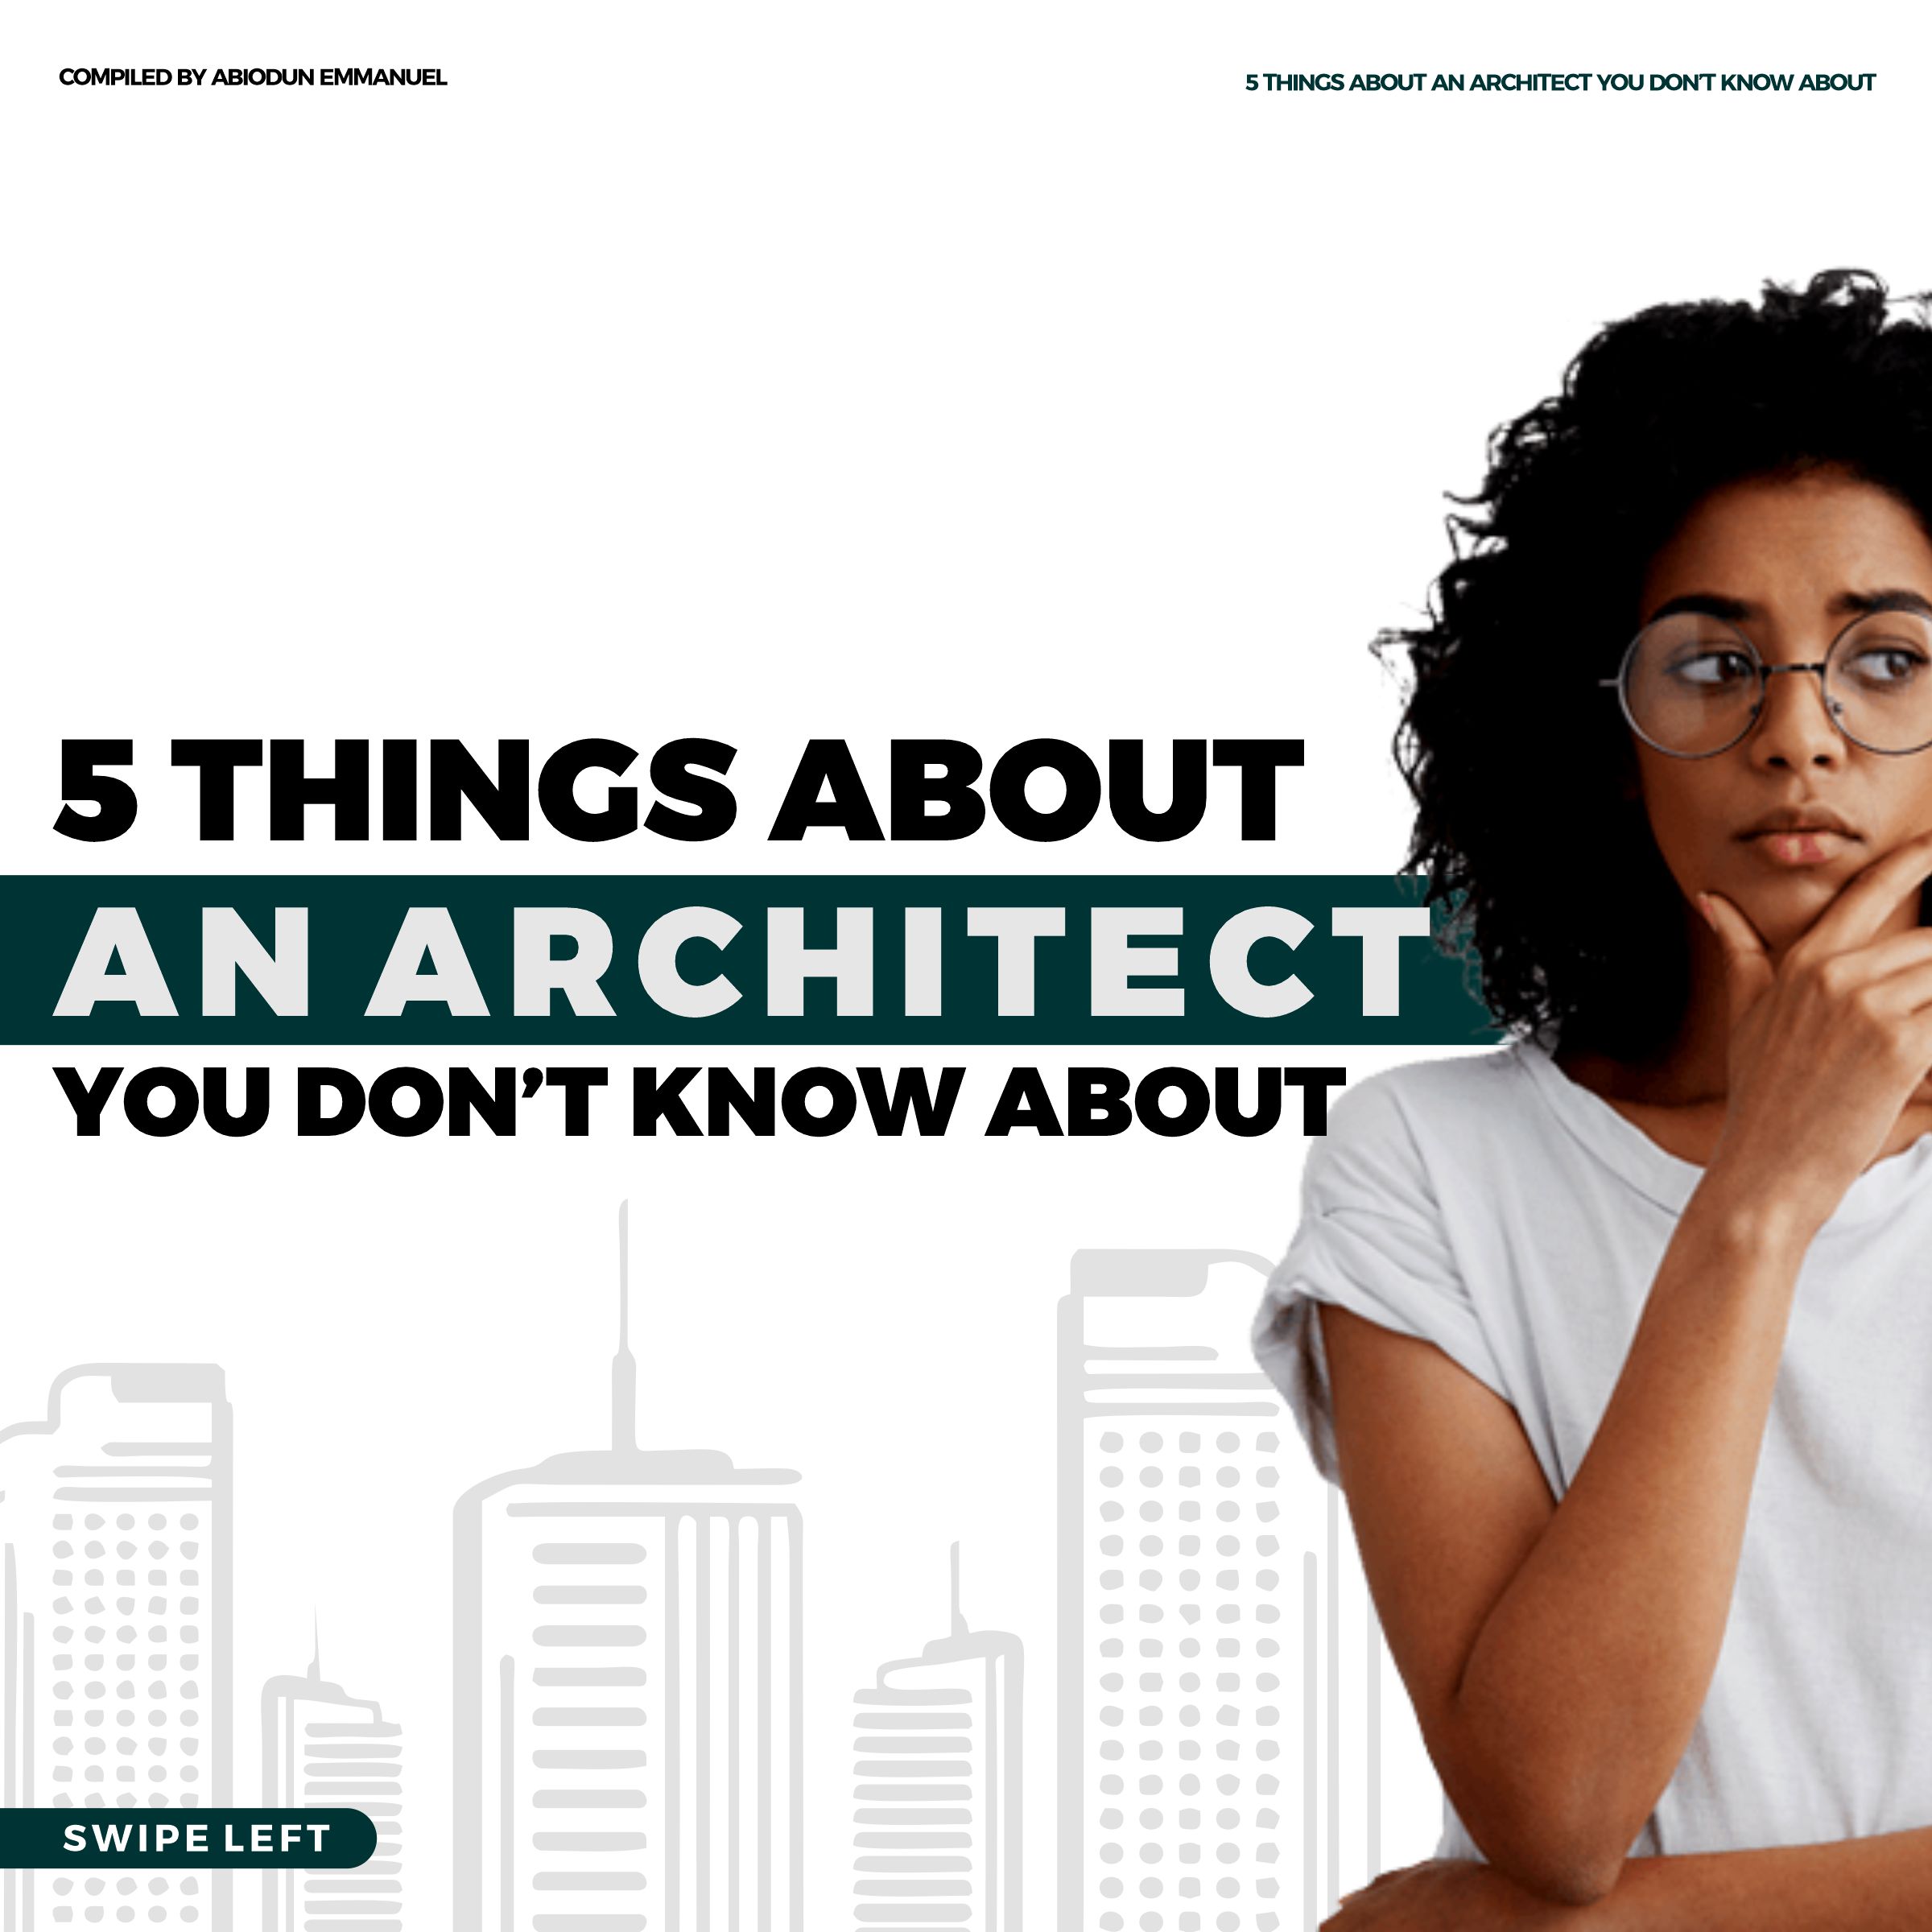 COMPILED BY ABIODUN EMMANUEL
5 THINGS ABOUT AN ARCHITECT YOU DON'T KNOW ABOUT
5 THINGS ABOUT
AN ARCHITECT
YOU DON'T KNOW ABOUT
SWIPE LEFT